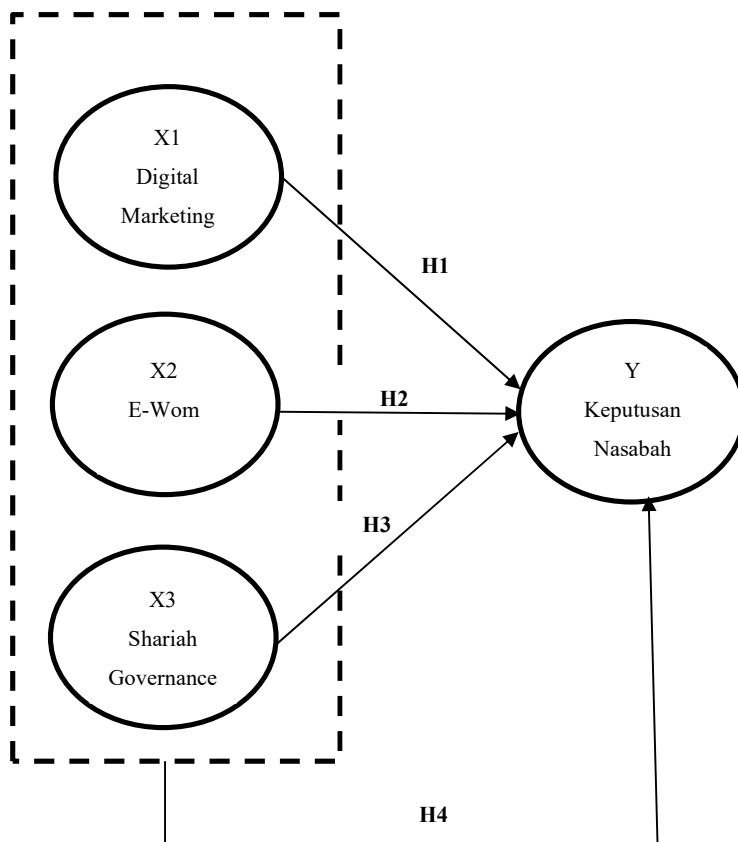 X1
Digital
Marketing
H1
X2
E-Wom
H2
Y
Keputusan
Nasabah
H3
X3
Shariah
Governance
H4